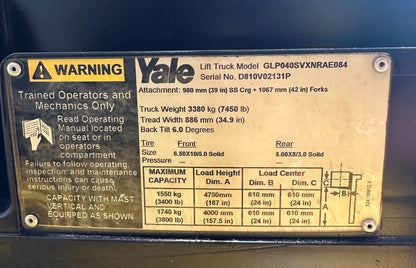 WARNING
Trained Operators and
Mechanics Only
Read Operating
Manual located
on seat or in
operators
compartment
Failure to follow operating,
inspection, and maintenance
instructions can cause
serious injury or death!
CAPACITY WITH MAST
VERTICAL AND
EQUIPPED AS SHOWN
Yale
Lift Truck Model GLP040SVXNRAE084
Serial No. D810V02131P
Attachment: 980 mm (39 in) SS Crg + 1067 mm (42 in) Forks
Truck Weight 3380 kg (7450 lb)
Tread Width 886 mm (34.9 in)
Back Tilt 6.0 Degrees
Tire Front Rear
Size 6.50X10/5.0 Solid 5.00X8/3.0 Solid
Pressure --- ---
MAXIMUM CAPACITY Load Height Dim. A Load Center Dim. B Dim. C
1550 kg (3400 lb) 4750mm (187 in) 610 mm (24 in) 610 mm (24 in)
1740 kg (3800 lb) 4000 mm (157.5 in) 610 mm (24 in) 610 mm (24 in)
C
B
A